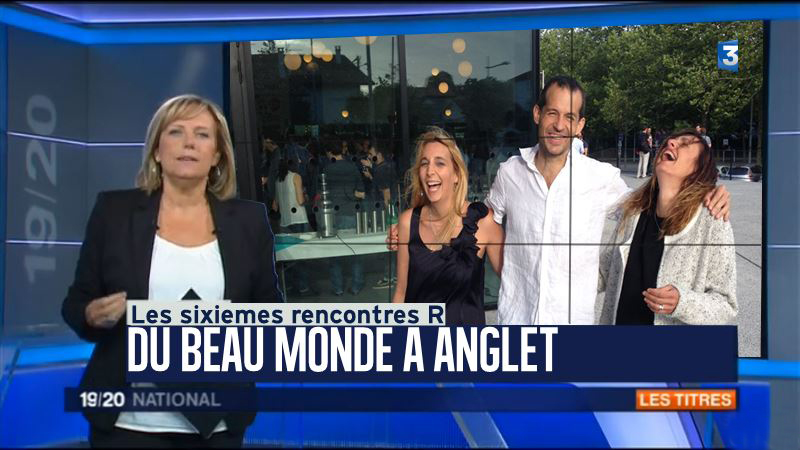 3
19/20
Les sixiemes rencontres R
DU BEAU MONDE A ANGLET
19/20 NATIONAL
LES TITRES